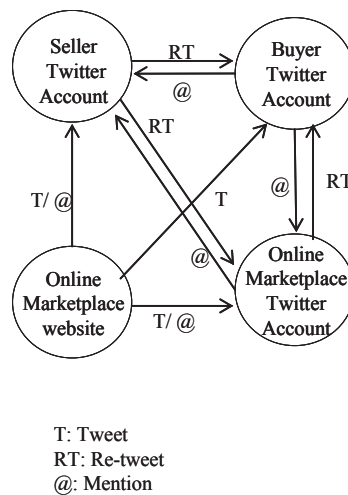 Seller
Twitter
Account
RT
@
Buyer
Twitter
Account
RT
@
RT
T/ @
T
@
Online
Marketplace
website
T/ @
Online
Marketplace
Twitter
Account
T: Tweet
RT: Re-tweet
@: Mention